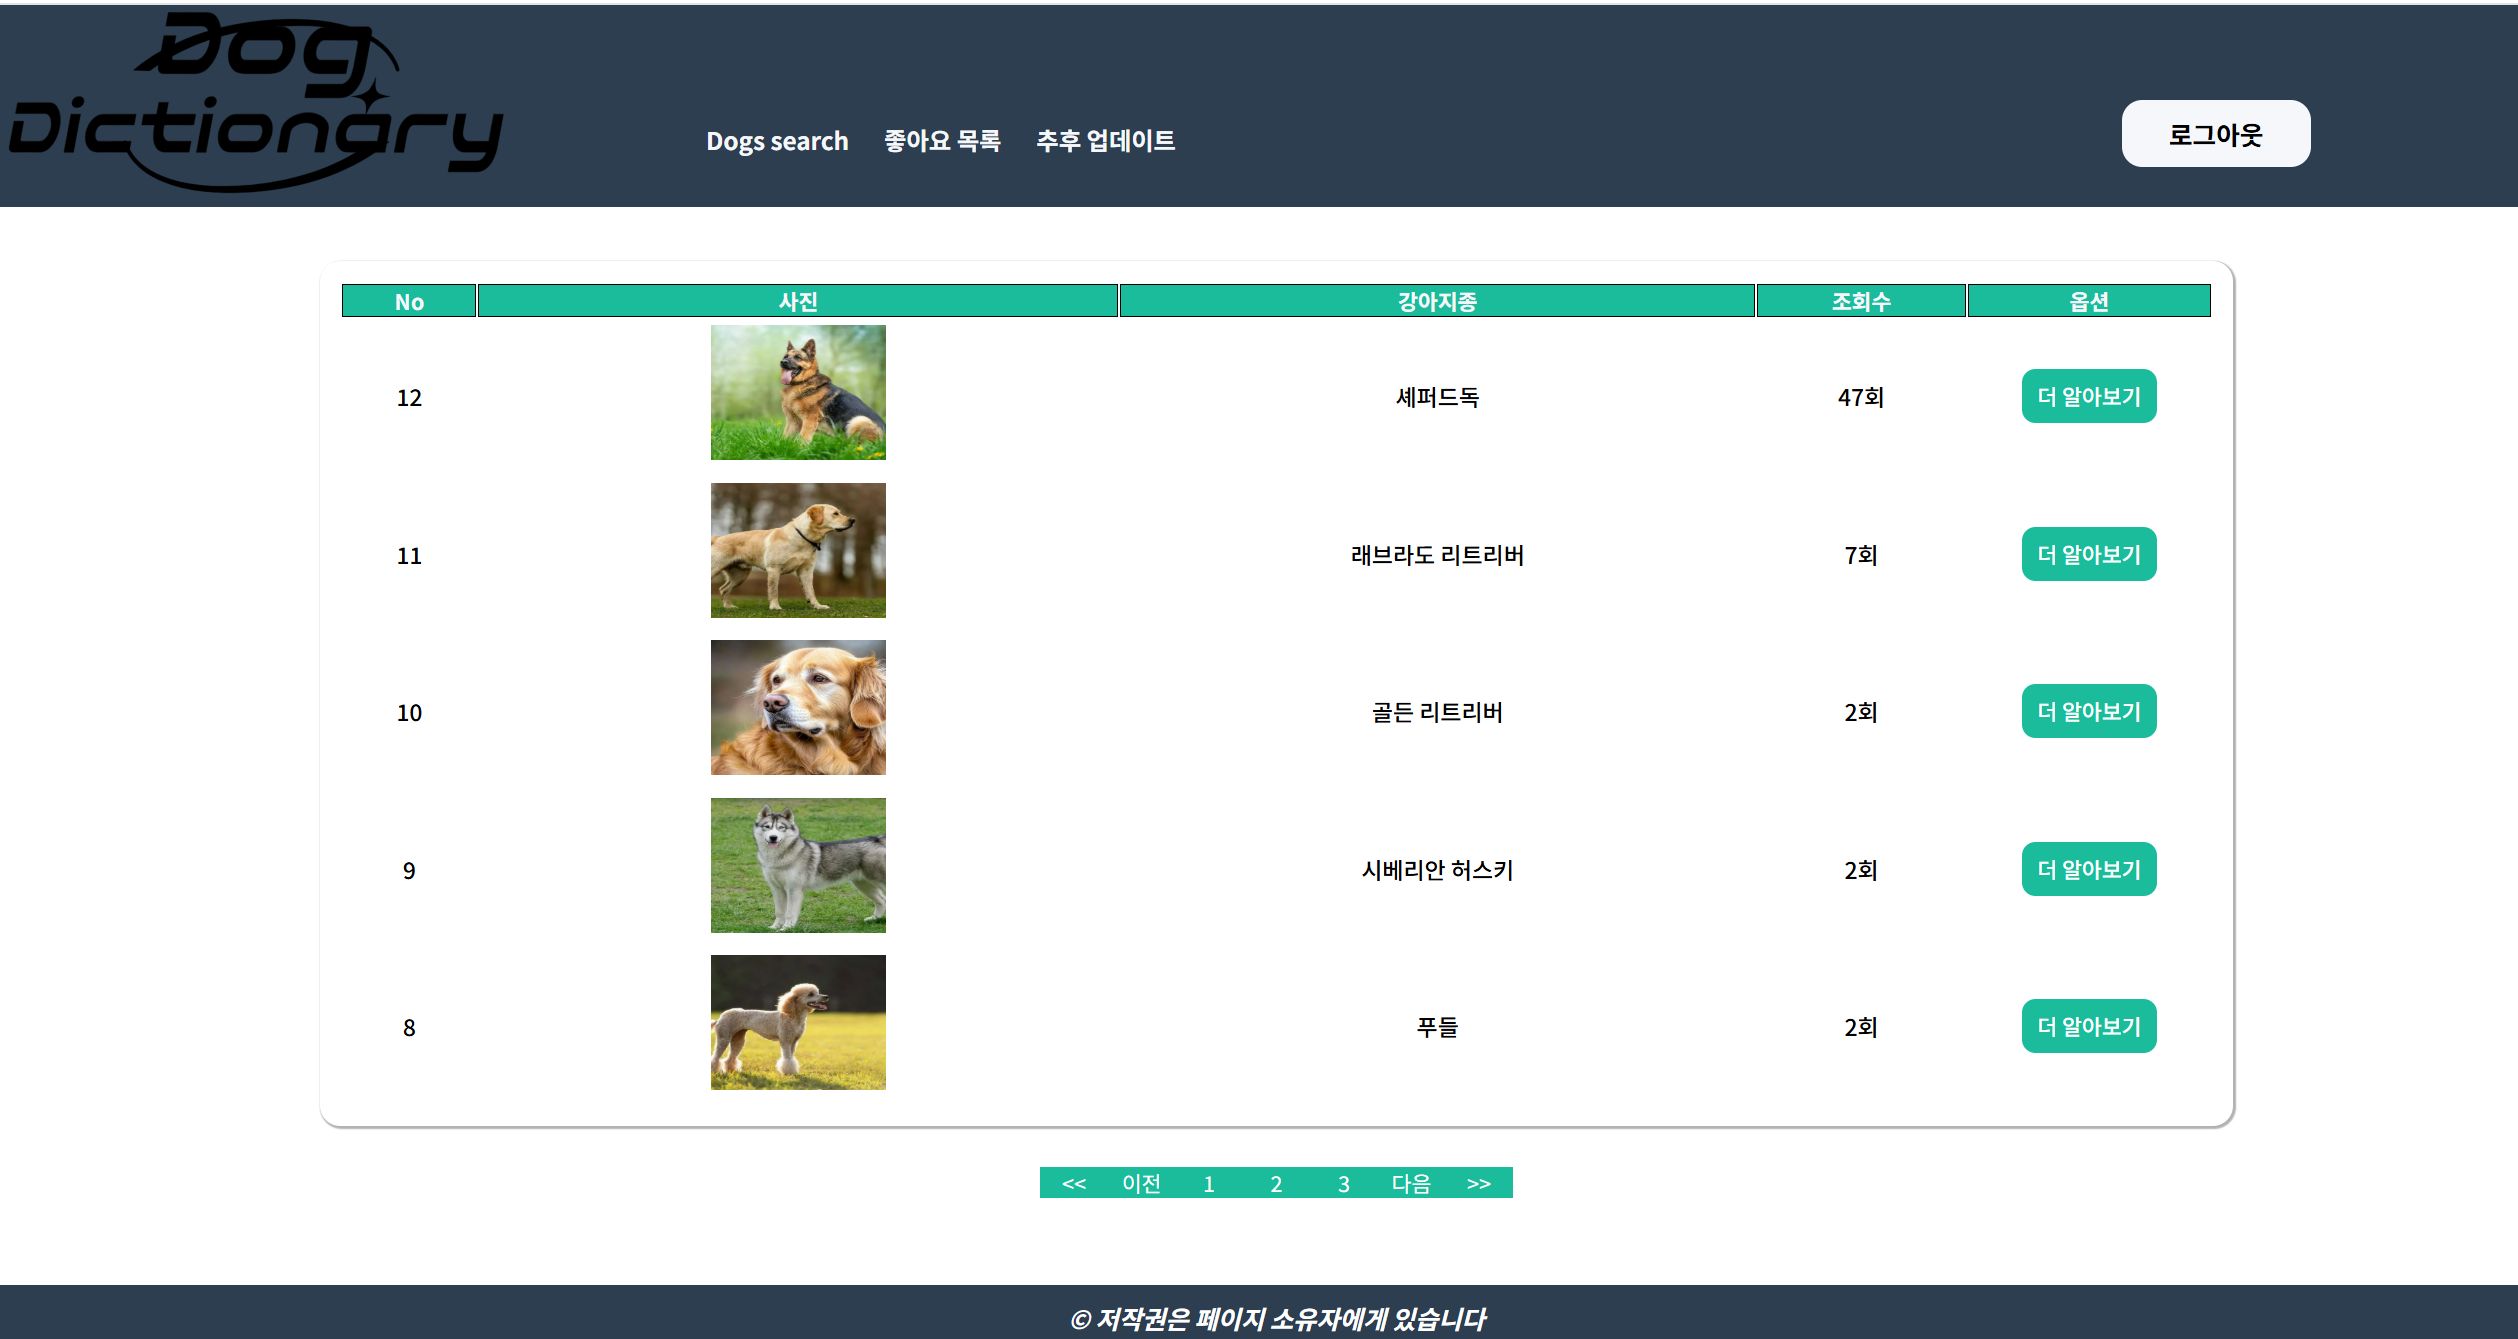 Dog
Dictionary
Dogs search 좋아요 목록 추후 업데이트
로그아웃
No 사진 강아지종 조회수 옵션
12 셰퍼드독 47회 더 알아보기
11 래브라도 리트리버 7회 더 알아보기
10 골든 리트리버 2회 더 알아보기
9 시베리안 허스키 2회 더 알아보기
8 푸들 2회 더 알아보기
<< 이전 1 2 3 다음 >>
© 저작권은 페이지 소유자에게 있습니다